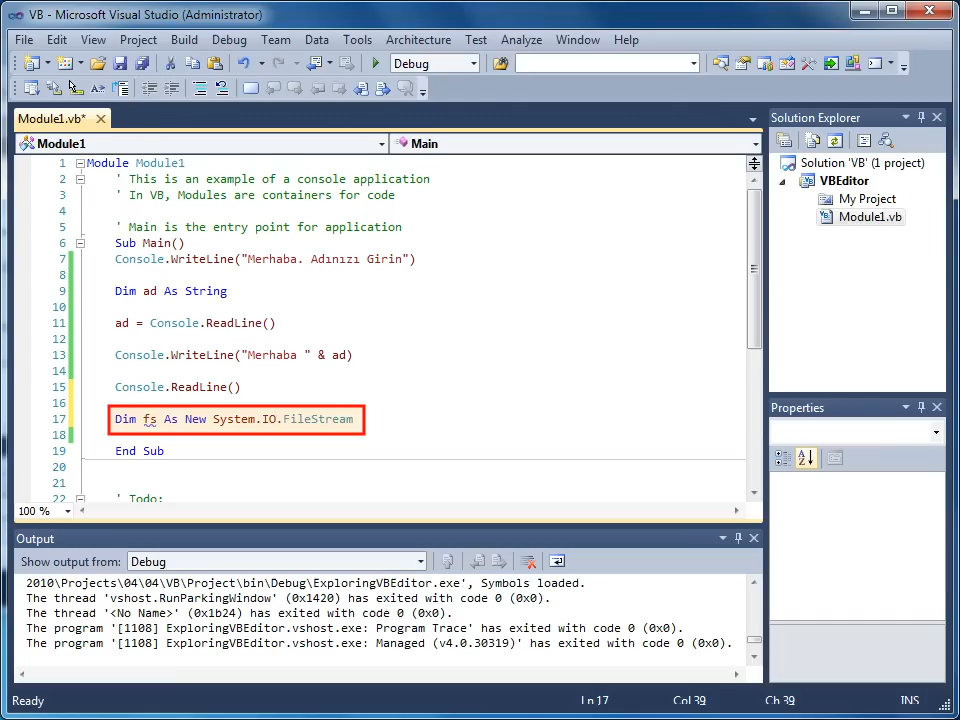 VB - Microsoft Visual Studio (Administrator)
File Edit View Project Build Debug Team Data Tools Architecture Test Analyze Window Help
Debug
Module1.vb*
Module1
Main
1 Module Module1
2 ' This is an example of a console application
3 ' In VB, Modules are containers for code
4
5 ' Main is the entry point for application
6 Sub Main()
7 Console.WriteLine("Merhaba. Adınızı Girin")
8
9 Dim ad As String
10
11 ad = Console.ReadLine()
12
13 Console.WriteLine("Merhaba " & ad)
14
15 Console.ReadLine()
16
17 Dim fs As New System.IO.FileStream
18
19 End Sub
20
21
22 ' Todo:
100 %
Solution Explorer
Solution 'VB' (1 project)
VBEditor
My Project
Module1.vb
Properties
Output
Show output from: Debug
2010\Projects\04\04\VB\Project\bin\Debug\ExploringVBEditor.exe', Symbols loaded.
The thread 'vshost.RunParkingWindow' (0x1420) has exited with code 0 (0x0).
The thread '<No Name>' (0x1b24) has exited with code 0 (0x0).
The program '[1108] ExploringVBEditor.vshost.exe: Program Trace' has exited with code 0 (0x0).
The program '[1108] ExploringVBEditor.vshost.exe: Managed (v4.0.30319)' has exited with code 0 (0x0).
Ready
Ln 17 Col 39 Ch 39 INS